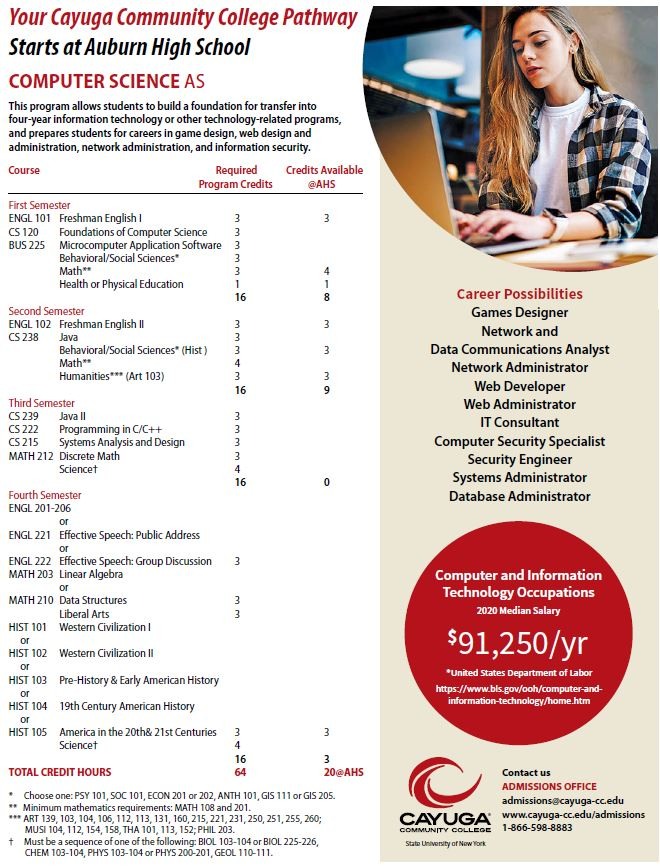 Your Cayuga Community College Pathway
Starts at Auburn High School
COMPUTER SCIENCE AS
This program allows students to build a foundation for transfer into
four-year information technology or other technology-related programs,
and prepares students for careers in game design, web design and
administration, network administration, and information security.
Course Required Credits Available
Program Credits @AHS
First Semester
ENGL 101 Freshman English I 3 3
CS 120 Foundations of Computer Science 3
BUS 225 Microcomputer Application Software 3
Behavioral/Social Sciences* 3
Math** 3 4
Health or Physical Education 1 1
16 8
Second Semester
ENGL 102 Freshman English II 3 3
CS 238 Java 3
Behavioral/Social Sciences* (Hist ) 3 3
Math** 4
Humanities*** (Art 103) 3 3
16 9
Third Semester
CS 239 Java II 3
CS 222 Programming in C/C++ 3
CS 215 Systems Analysis and Design 3
MATH 212 Discrete Math 3
Science† 4
16 0
Fourth Semester
ENGL 201-206
or
ENGL 221 Effective Speech: Public Address
or
ENGL 222 Effective Speech: Group Discussion 3
MATH 203 Linear Algebra
or
MATH 210 Data Structures 3
Liberal Arts 3
HIST 101 Western Civilization I
or
HIST 102 Western Civilization II
or
HIST 103 Pre-History & Early American History
or
HIST 104 19th Century American History
or
HIST 105 America in the 20th& 21st Centuries 3 3
Science† 4
16 3
TOTAL CREDIT HOURS 64 20@AHS
* Choose one: PSY 101, SOC 101, ECON 201 or 202, ANTH 101, GIS 111 or GIS 205.
** Minimum mathematics requirements: MATH 108 and 201.
*** ART 139, 103, 104, 106, 112, 113, 131, 160, 215, 221, 231, 250, 251, 255, 260;
MUSI 104, 112, 154, 158, THA 101, 113, 152; PHIL 203.
† Must be a sequence of one of the following: BIOL 103-104 or BIOL 225-226,
CHEM 103-104, PHYS 103-104 or PHYS 200-201, GEOL 110-111.
Career Possibilities
Games Designer
Network and
Data Communications Analyst
Network Administrator
Web Developer
Web Administrator
IT Consultant
Computer Security Specialist
Security Engineer
Systems Administrator
Database Administrator
Computer and Information
Technology Occupations
2020 Median Salary
$91,250/yr
*United States Department of Labor
https://www.bls.gov/ooh/computer-and-
information-technology/home.htm
CAYUGA
COMMUNITY COLLEGE
State University of New York
Contact us
ADMISSIONS OFFICE
admissions@cayuga-cc.edu
www.cayuga-cc.edu/admissions
1-866-598-8883